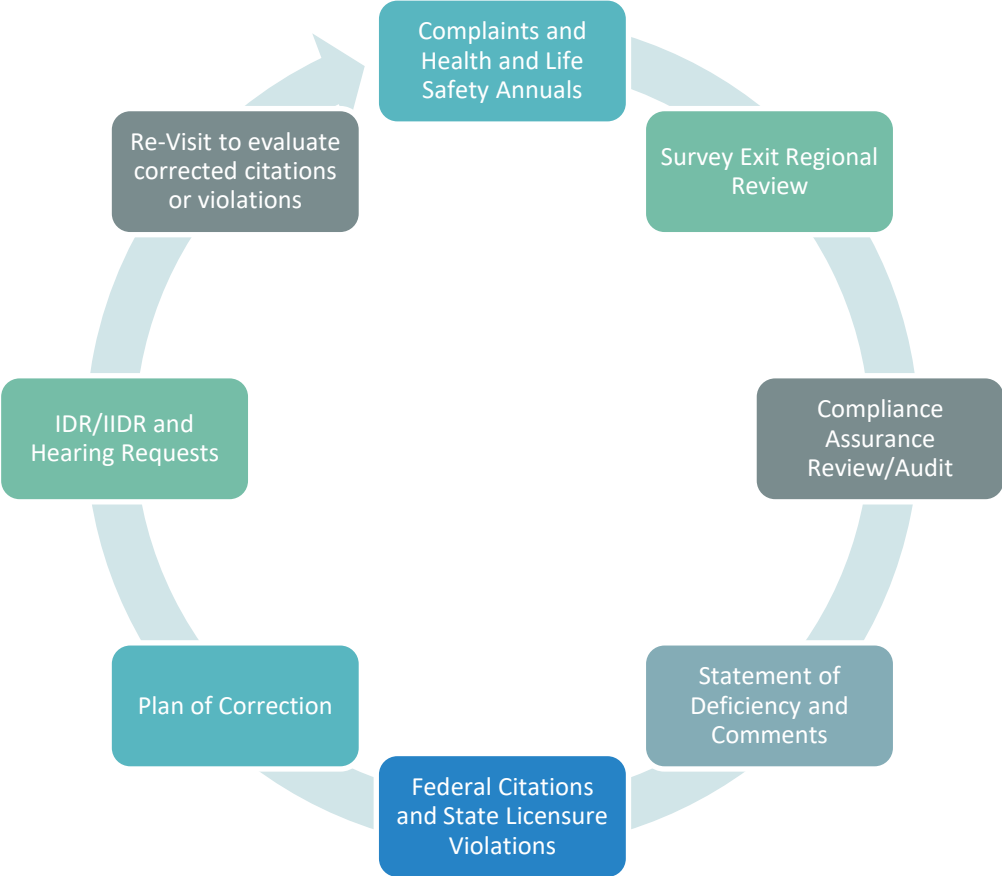 Complaints and
Health and Life
Safety Annuals
Survey Exit Regional
Review
Compliance
Assurance
Review/Audit
Statement of
Deficiency and
Comments
Federal Citations
and State Licensure
Violations
Plan of Correction
IDR/IIDR and
Hearing Requests
Re-Visit to evaluate
corrected citations
or violations